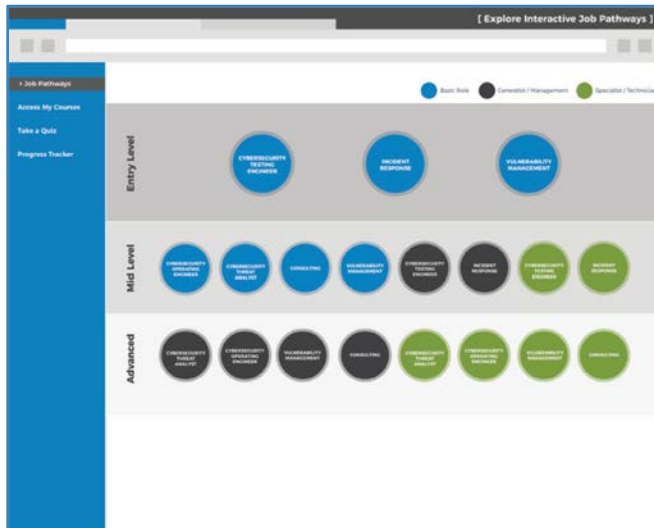 [ Explore Interactive Job Pathways ]
› Job Pathways
Access My Courses
Take a Quiz
Progress Tracker
Basic Role
Generalist / Management
Specialist / Technician
Entry Level
CYBERSECURITY
TESTING
ENGINEER
INCIDENT
RESPONSE
VULNERABILITY
MANAGEMENT
Mid Level
CYBERSECURITY
OPERATING
ENGINEER
CYBERSECURITY
THREAT
ANALYST
CONSULTING
VULNERABILITY
MANAGEMENT
CYBERSECURITY
TESTING
ENGINEER
INCIDENT
RESPONSE
CYBERSECURITY
TESTING
ENGINEER
INCIDENT
RESPONSE
Advanced
CYBERSECURITY
THREAT
ANALYST
CYBERSECURITY
OPERATING
ENGINEER
VULNERABILITY
MANAGEMENT
CONSULTING
CYBERSECURITY
THREAT
ANALYST
CYBERSECURITY
OPERATING
ENGINEER
VULNERABILITY
MANAGEMENT
CONSULTING